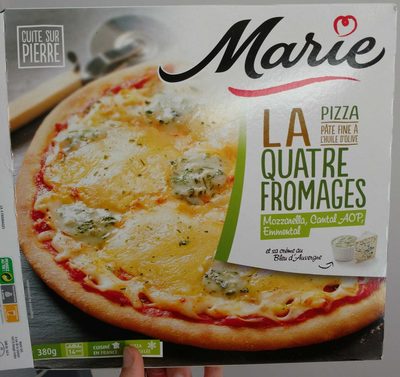 CUITE SUR
PIERRE
Marie
PIZZA
PÂTE FINE À
L'HUILE D'OLIVE
LA
QUATRE
FROMAGES
Mozzarella, Cantal AOP,
Emmental
et sa crème au
Bleu d'Auvergne
380g
CUISINÉ
EN FRANCE